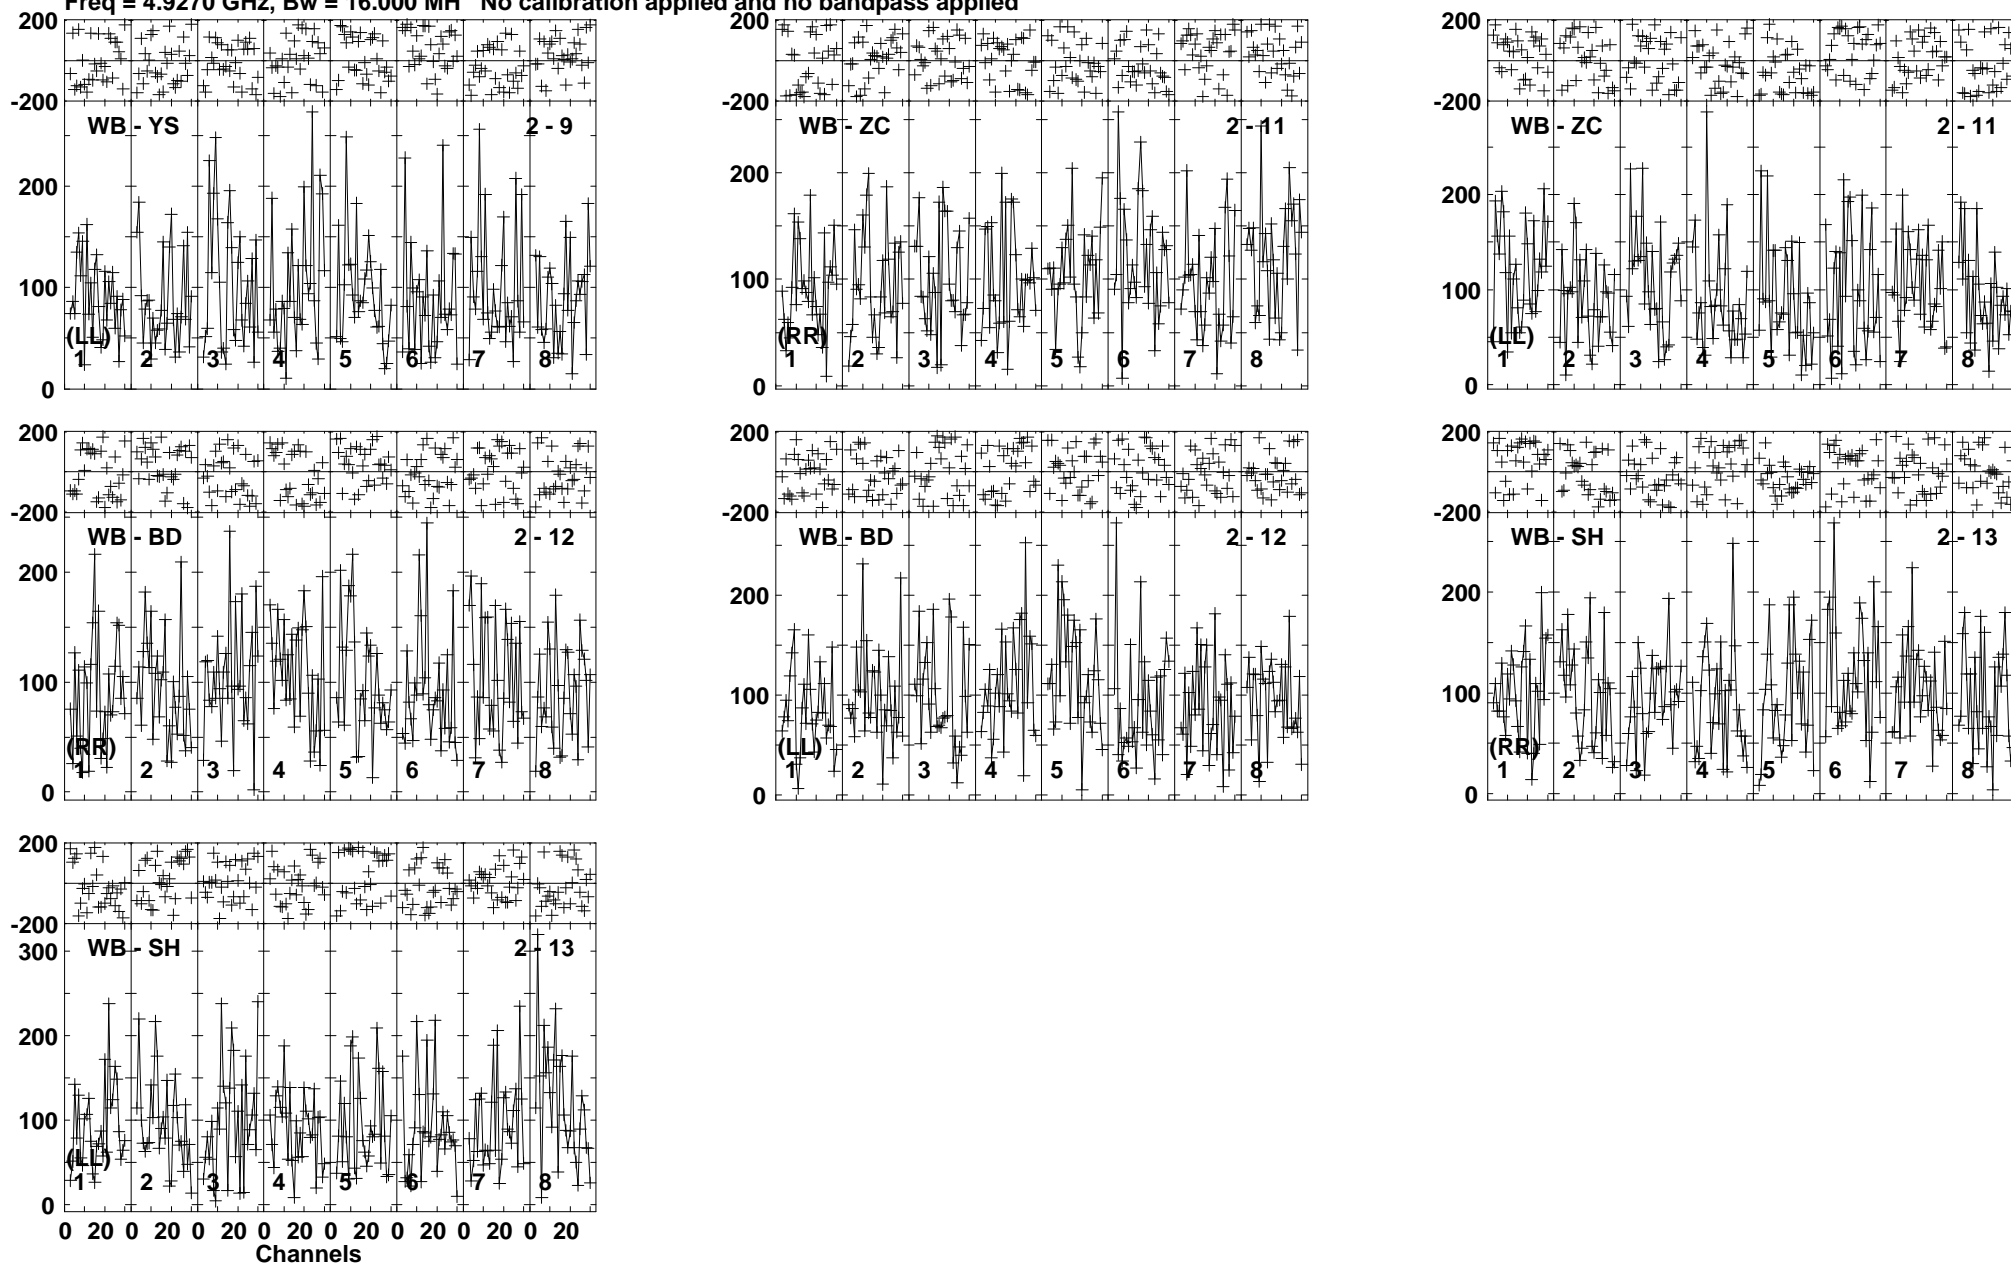 Freq = 4.9270 GHz, Bw = 16.000 MH No calibration applied and no bandpass applied
200 200 200
-200 -200 -200
WB - YS 2 - 9 WB - ZC 2 - 11 WB - ZC 2 - 11
200 200 200
100 100 100
(LL) (RR) (LL)
1 2 3 4 5 6 7 8 1 2 3 4 5 6 7 8 1 2 3 4 5 6 7 8
0 0 0
200 200 200
-200 -200 -200
WB - BD 2 - 12 WB - BD 2 - 12 WB - SH 2 - 13
200 200 200
100 100 100
(RR) (LL) (RR)
1 2 3 4 5 6 7 8 1 2 3 4 5 6 7 8 1 2 3 4 5 6 7 8
0 0 0
200
-200
300
WB - SH 2 - 13
200
100
(LL)
1 2 3 4 5 6 7 8
0
0 20 0 20 0 20 0 20 0 20 0 20 0 20 0 20
Channels